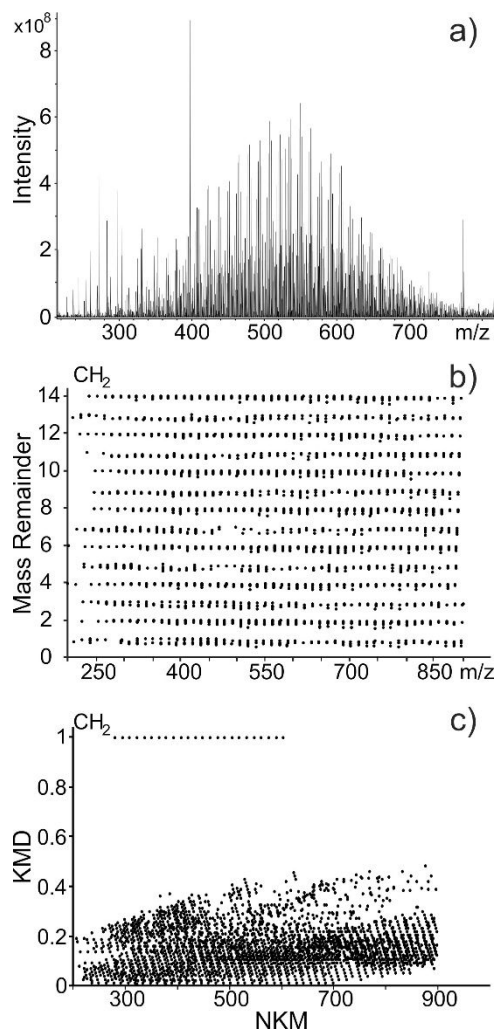 a)
×10⁸
8
6
4
2
0
Intensity
300 400 500 600 700 m/z
b)
CH₂
14
12
10
8
6
4
2
0
Mass Remainder
250 400 550 700 850 m/z
c)
CH₂
1
0.8
0.6
0.4
0.2
0
KMD
300 500 700 900
NKM